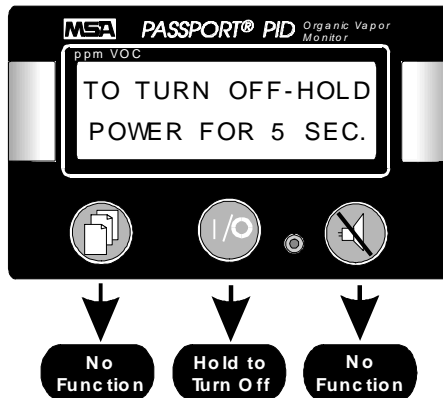 MSA PASSPORT® PID Organic Vapor
Monitor
ppm VOC
TO TURN OFF-HOLD
POWER FOR 5 SEC.
I/O
No Hold to No
Function Turn Off Function